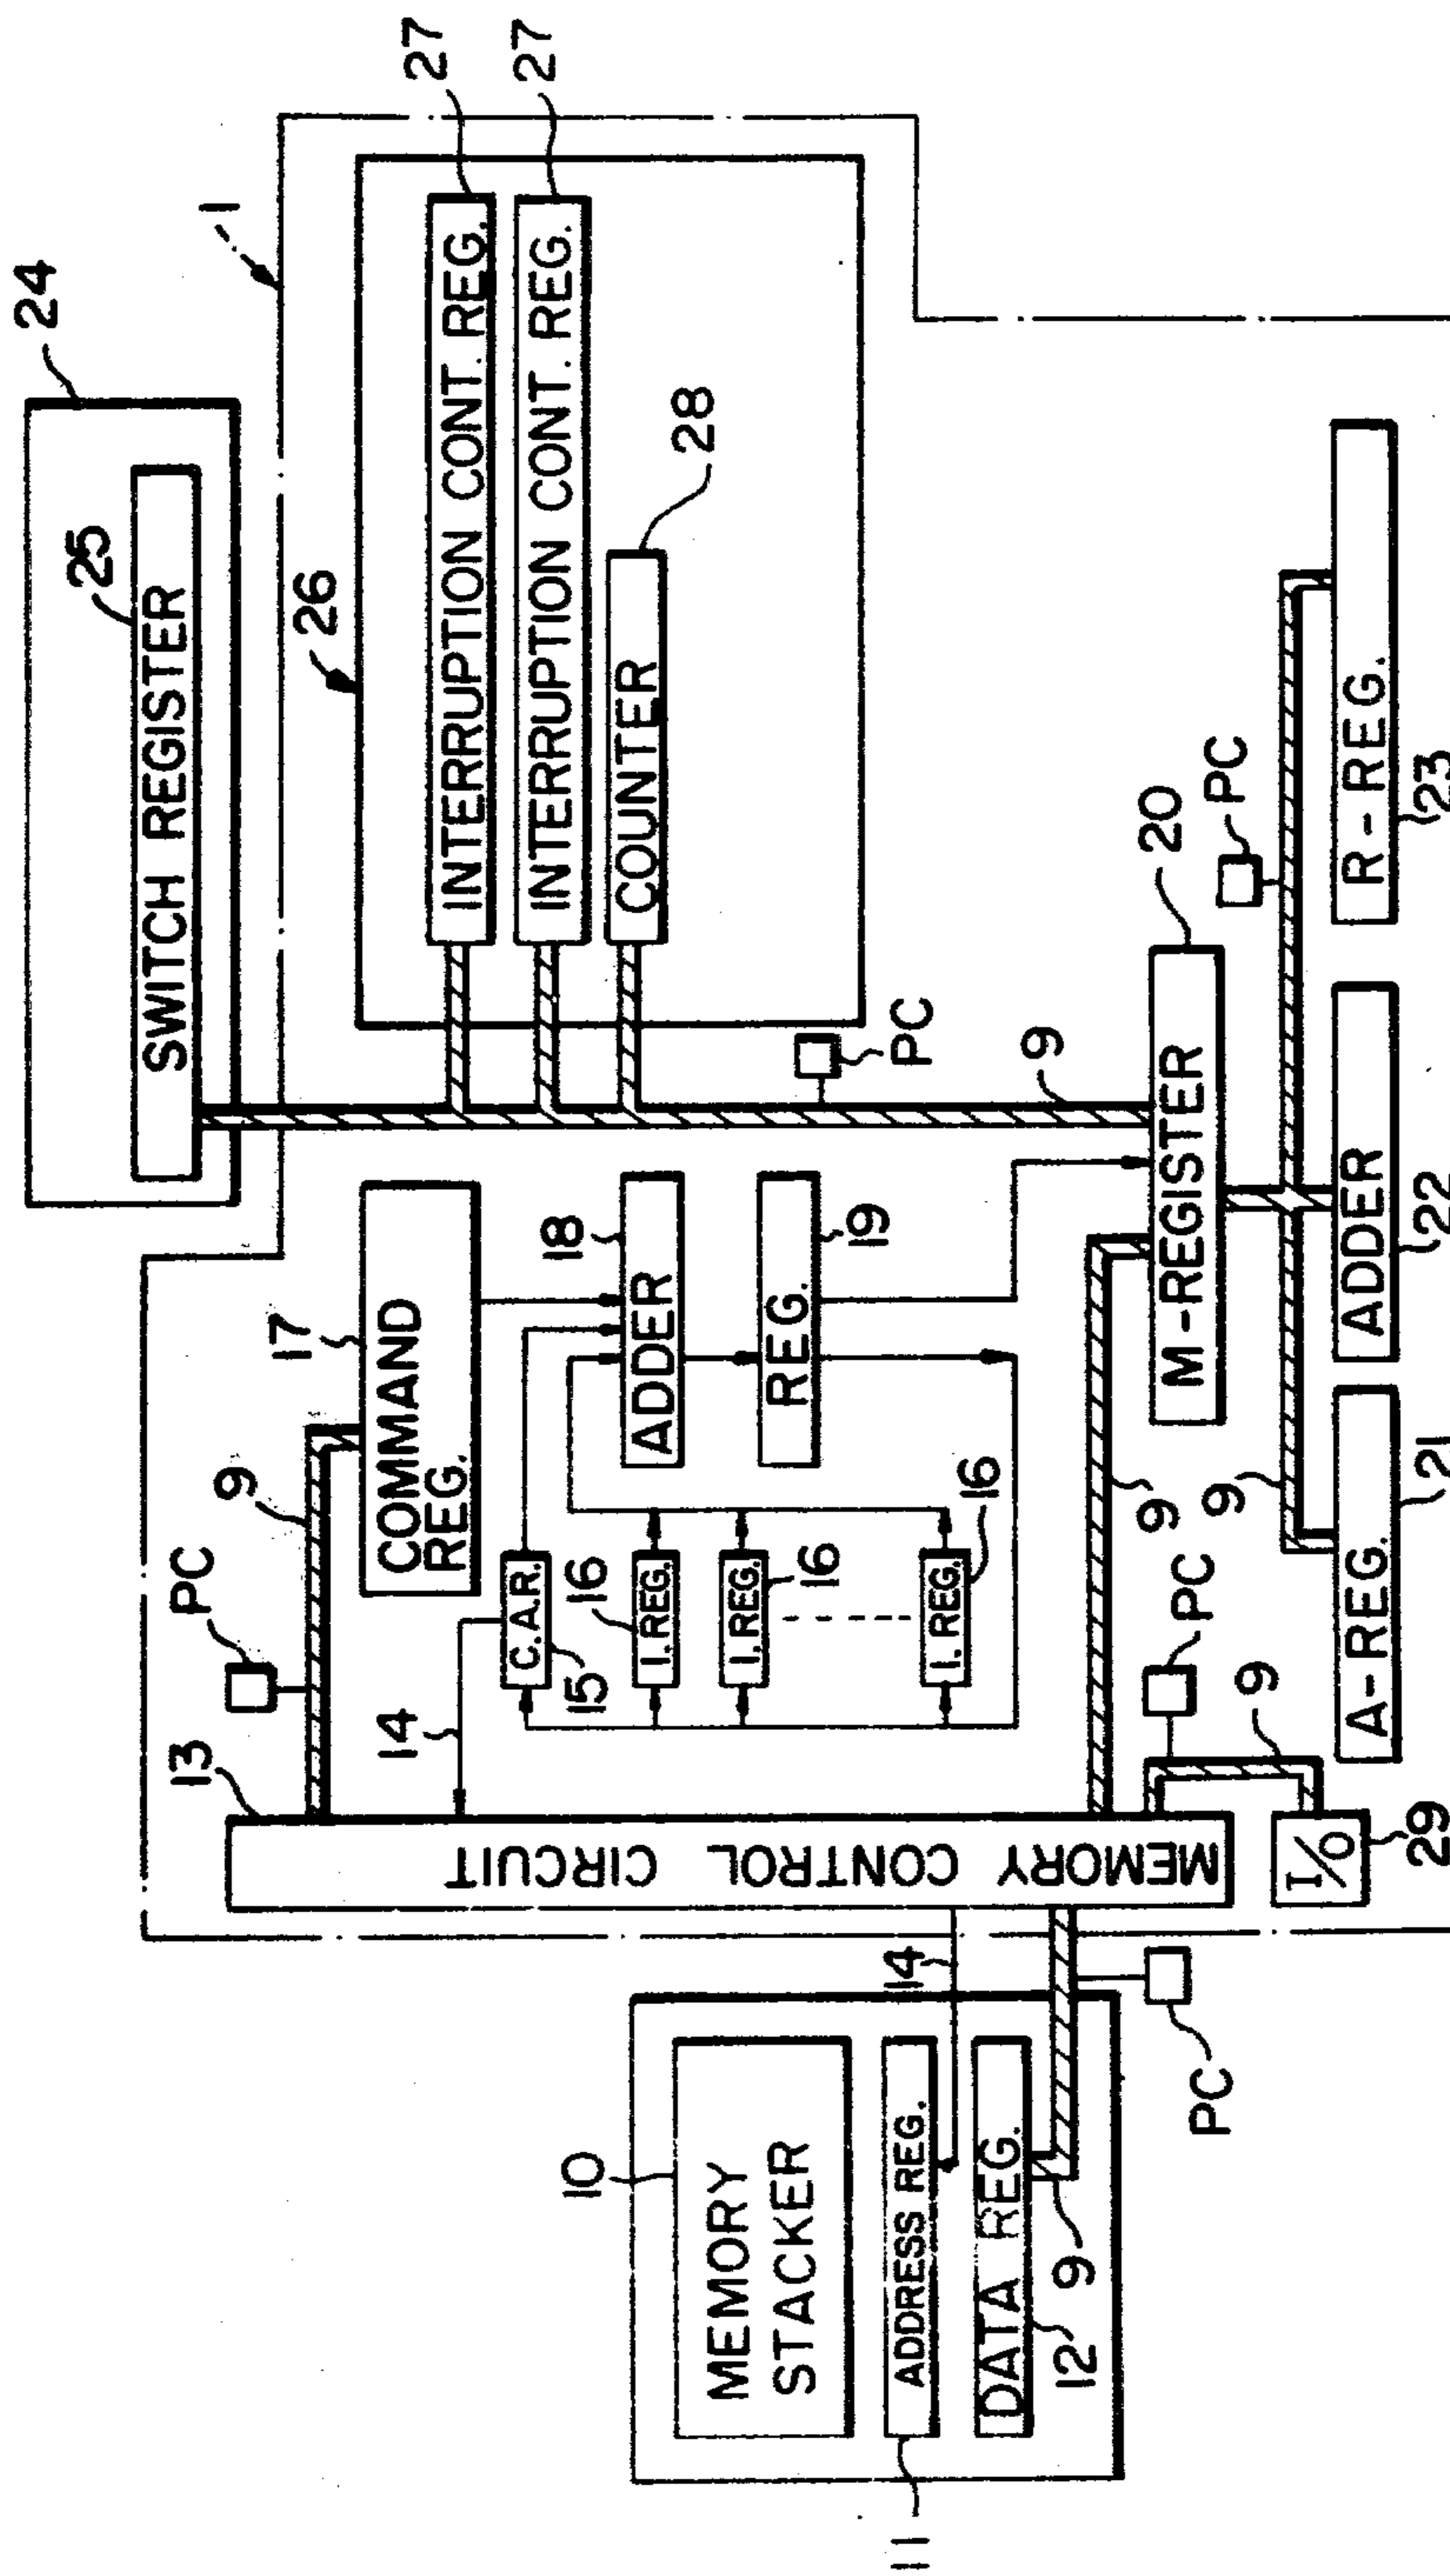 24
25
SWITCH REGISTER
1
26
27
27
INTERRUPTION CONT. REG.
INTERRUPTION CONT. REG.
COUNTER
28
PC
9
PC
9
17
COMMAND
REG.
13
MEMORY CONTROL CIRCUIT
14
C.A.R.
15
16
I.REG.
I.REG.
16
I.REG.
16
18
ADDER
REG.
19
10
MEMORY
STACKER
14
ADDRESS REG.
11
DATA REG.
12
9
PC
9
PC
9
I/O
29
M-REGISTER
20
PC
9
A-REG.
21
ADDER
22
R-REG.
23